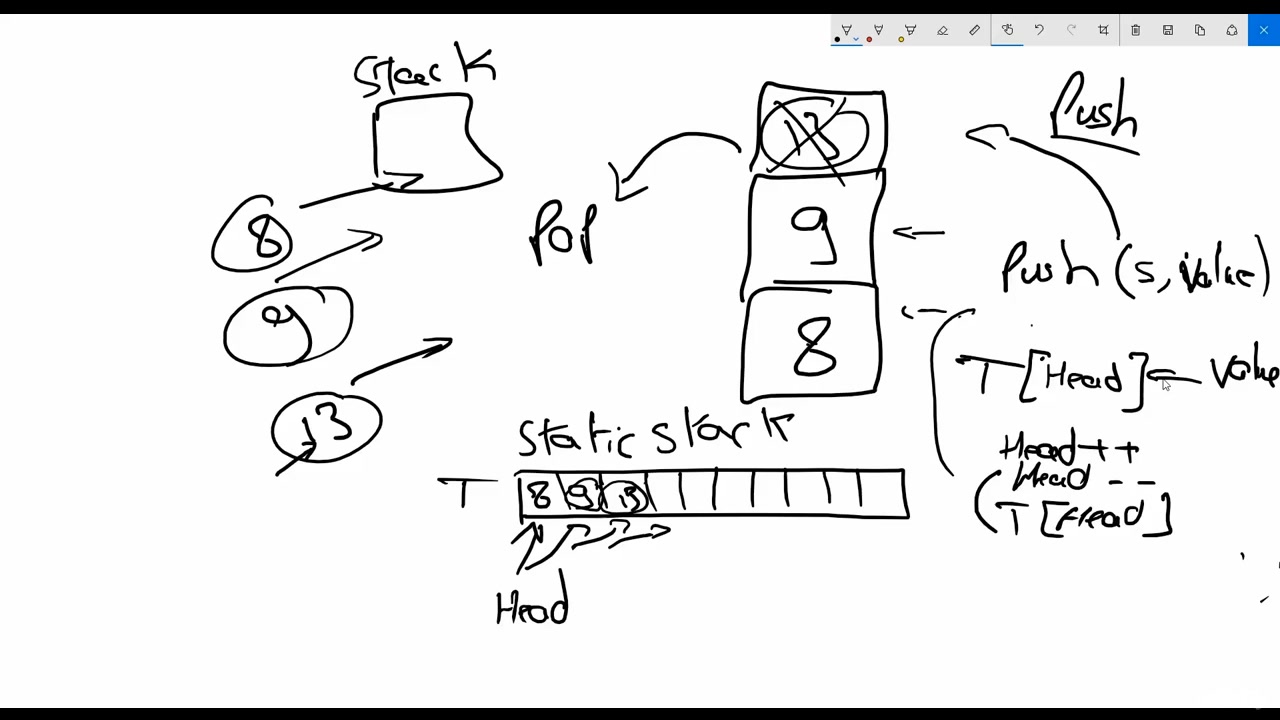 Stack
Push
13
8
Pop
9
Push (s, value)
9
8
T[Head] ← value
13
static stack
Head++
Head --
T 8 9 13
T[Head]
Head